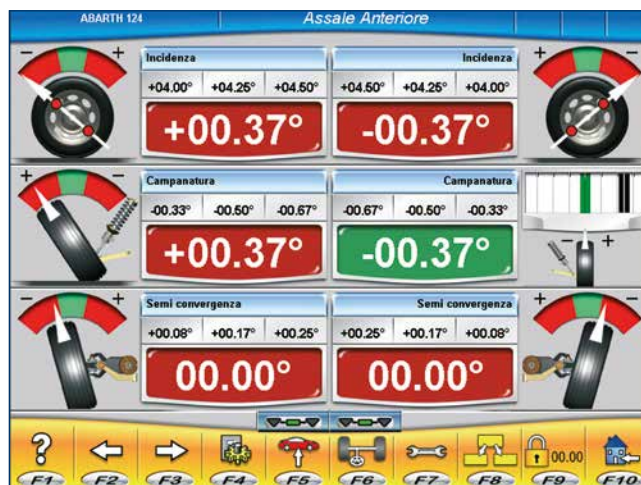 ABARTH 124 Assale Anteriore
- + Incidenza Incidenza + -
+04.00° +04.25° +04.50° +04.50° +04.25° +04.00°
+00.37° -00.37°
+ - Campanatura Campanatura
-00.33° -00.50° -00.67° -00.67° -00.50° -00.33°
+00.37° -00.37° - +
- + Semi convergenza Semi convergenza + -
+00.08° +00.17° +00.25° +00.25° +00.17° +00.08°
00.00° 00.00°
? 00.00
F1 F2 F3 F4 F5 F6 F7 F8 F9 F10